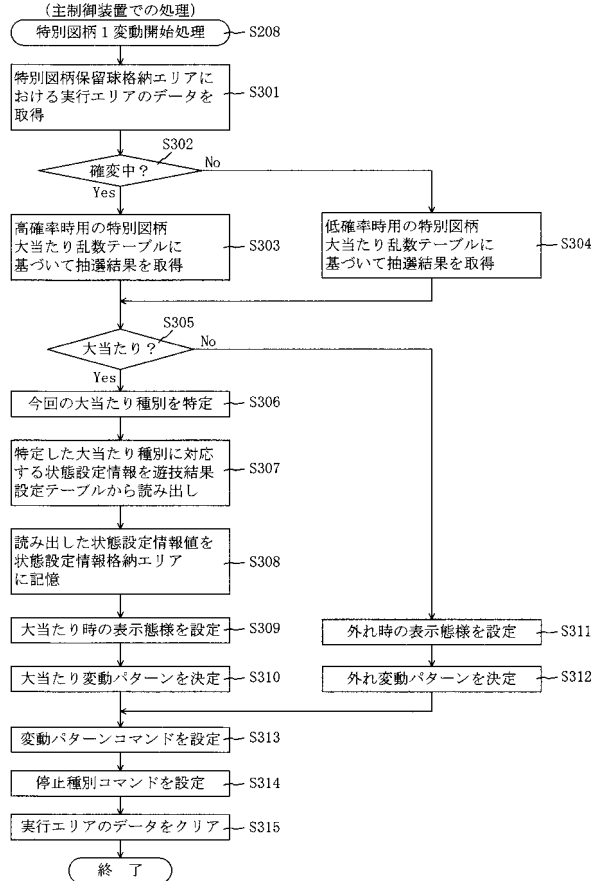 (主制御装置での処理)
特別図柄1変動開始処理
S208
特別図柄保留球格納エリアに
おける実行エリアのデータを
取得
S301
S302
確変中?
No
Yes
高確率時用の特別図柄
大当たり乱数テーブルに
基づいて抽選結果を取得
S303
低確率時用の特別図柄
大当たり乱数テーブルに
基づいて抽選結果を取得
S304
S305
大当たり?
No
Yes
今回の大当たり種別を特定
S306
特定した大当たり種別に対応
する状態設定情報を遊技結果
設定テーブルから読み出し
S307
読み出した状態設定情報値を
状態設定情報格納エリア
に記憶
S308
大当たり時の表示態様を設定
S309
外れ時の表示態様を設定
S311
大当たり変動パターンを決定
S310
外れ変動パターンを決定
S312
変動パターンコマンドを設定
S313
停止種別コマンドを設定
S314
実行エリアのデータをクリア
S315
終 了